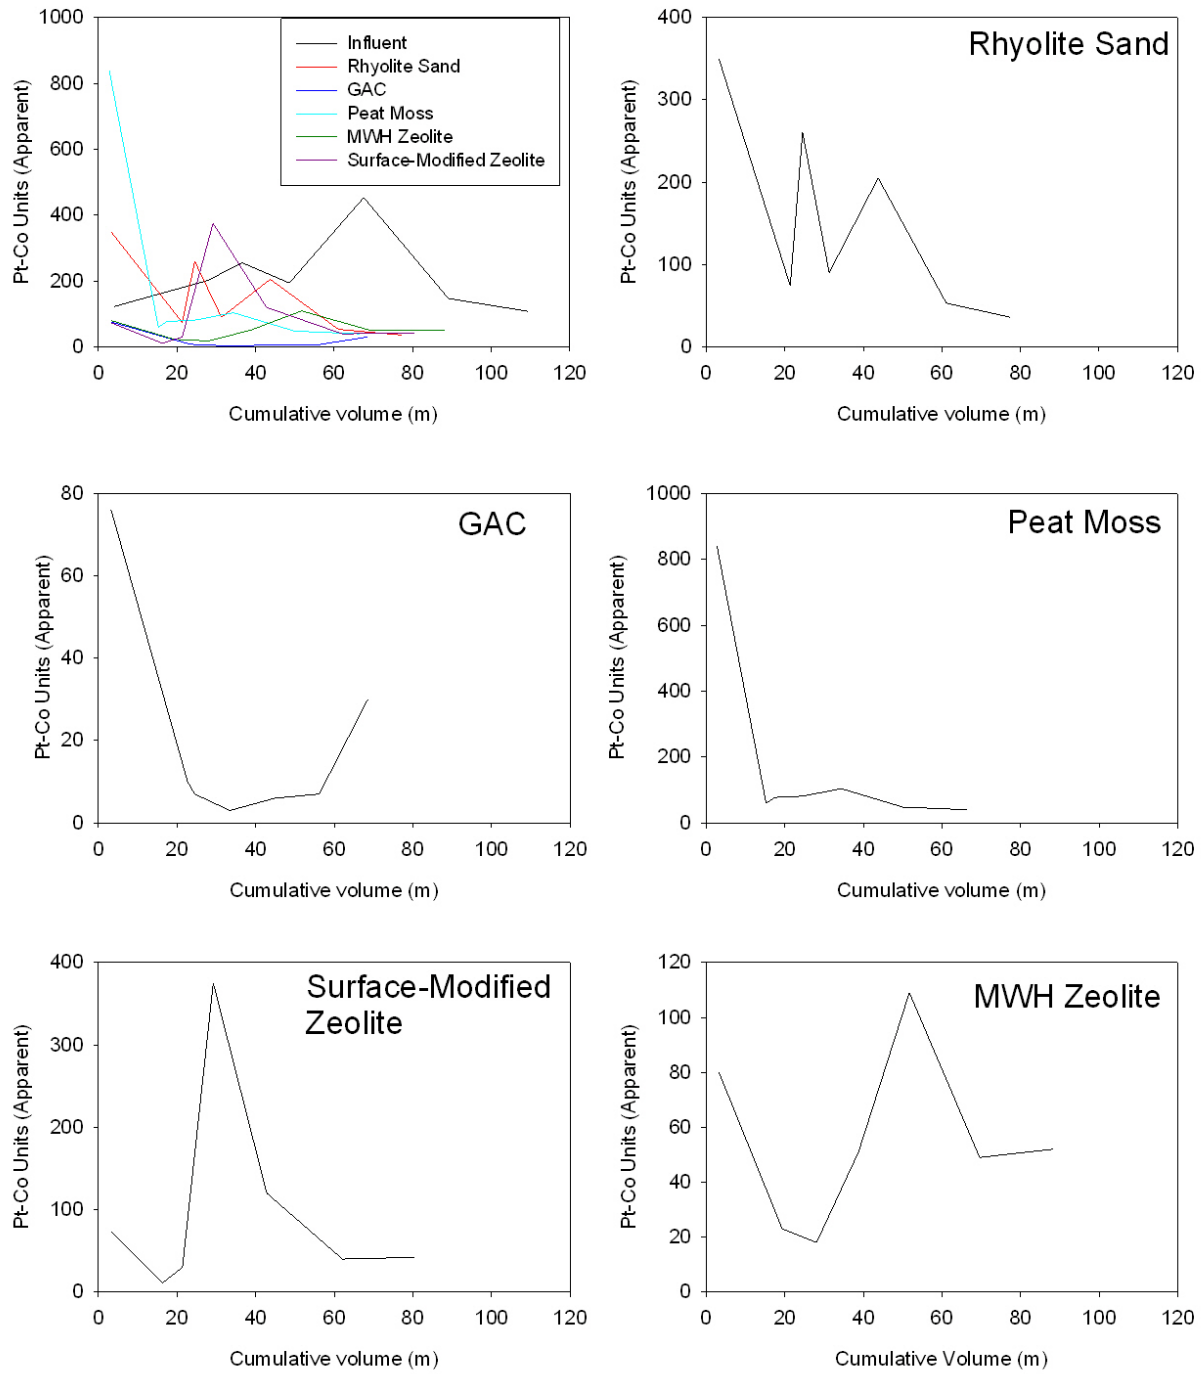 1000
800
600
400
200
0
Pt-Co Units (Apparent)
Influent
Rhyolite Sand
GAC
Peat Moss
MWH Zeolite
Surface-Modified Zeolite
0 20 40 60 80 100 120
Cumulative volume (m)
Rhyolite Sand
400
300
200
100
0
Pt-Co Units (Apparent)
0 20 40 60 80 100 120
Cumulative volume (m)
GAC
80
60
40
20
0
Pt-Co Units (Apparent)
0 20 40 60 80 100 120
Cumulative volume (m)
Peat Moss
1000
800
600
400
200
0
Pt-Co Units (Apparent)
0 20 40 60 80 100 120
Cumulative volume (m)
Surface-Modified
Zeolite
400
300
200
100
0
Pt-Co Units (Apparent)
0 20 40 60 80 100 120
Cumulative volume (m)
MWH Zeolite
120
100
80
60
40
20
0
Pt-Co Units (Apparent)
0 20 40 60 80 100 120
Cumulative Volume (m)